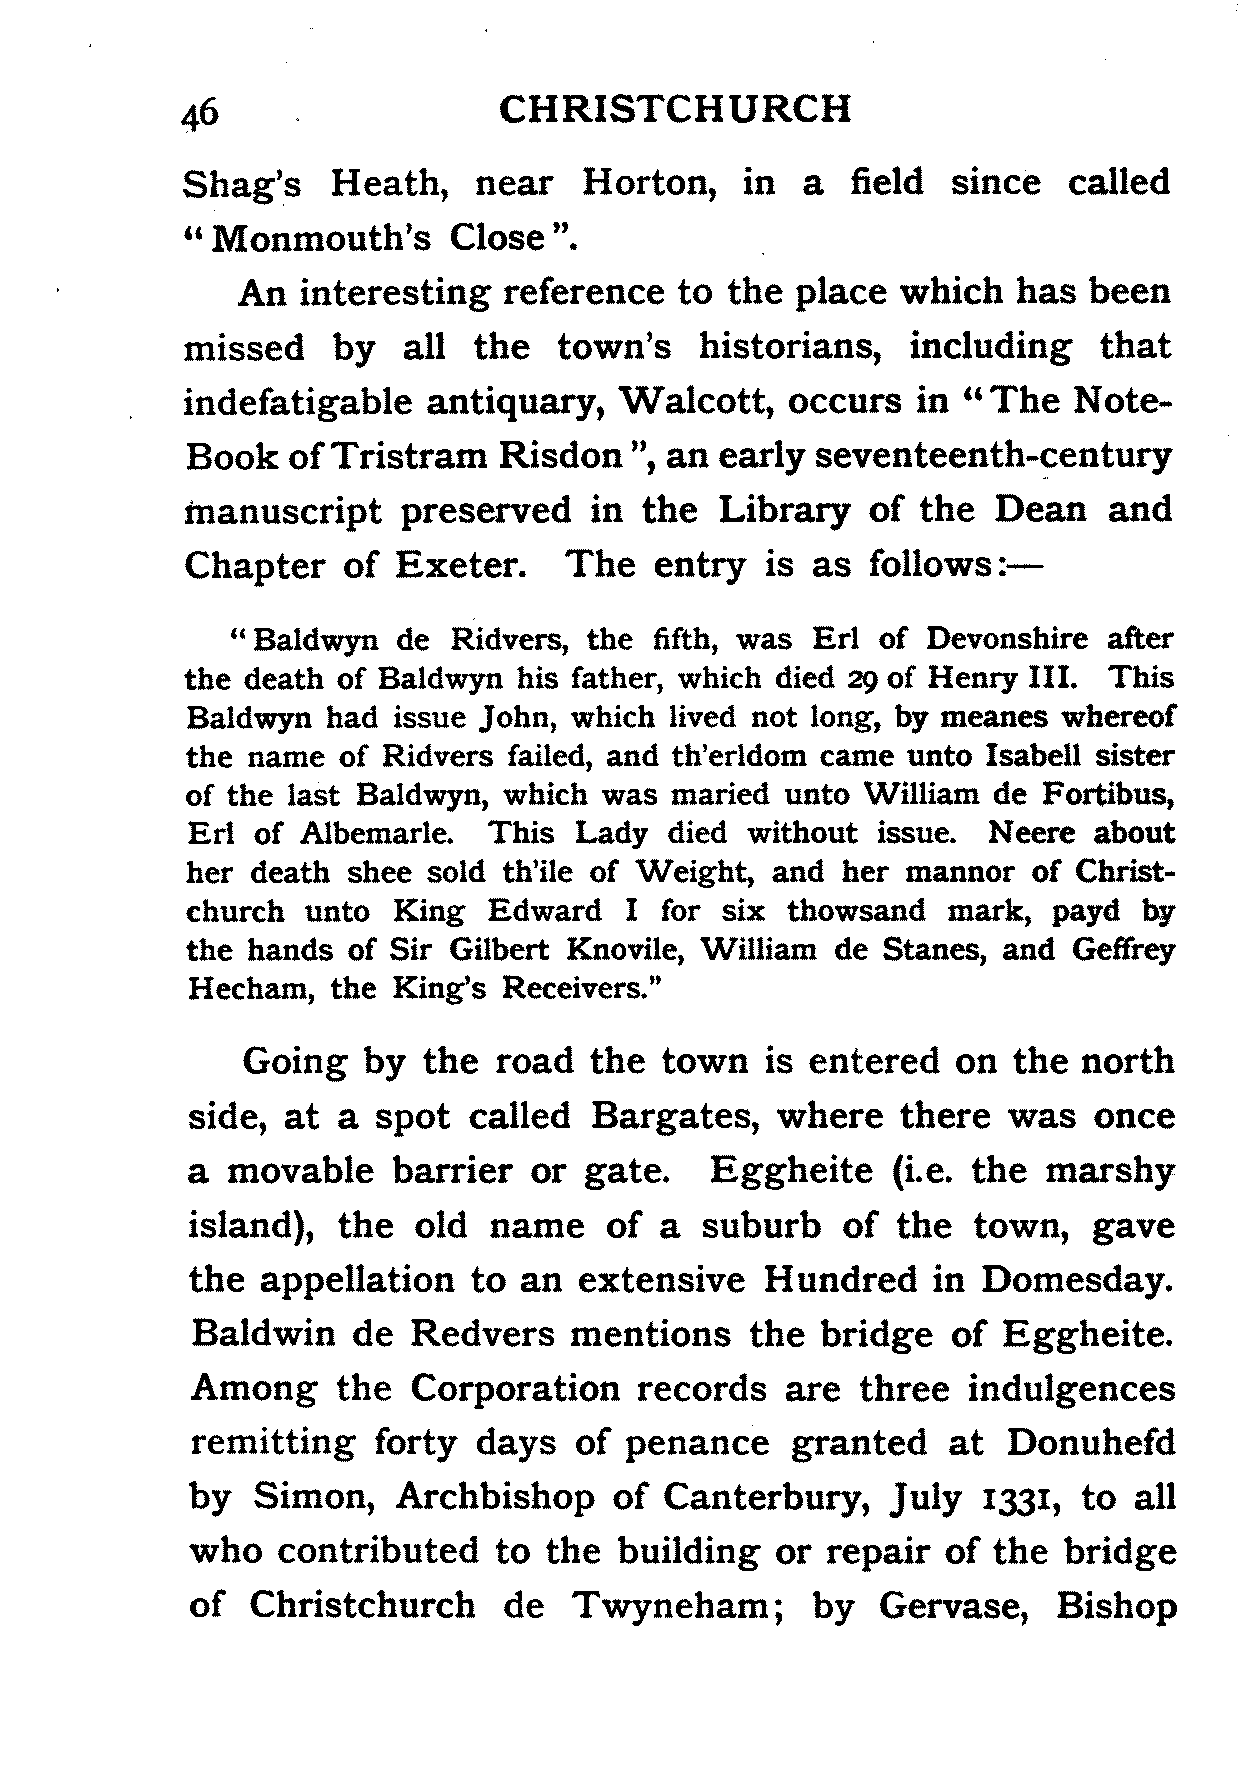 46 CHRISTCHURCH
Shag's Heath, near Horton, in a field since called
“Monmouth's Close”.
An interesting reference to the place which has been
missed by all the town's historians, including that
indefatigable antiquary, Walcott, occurs in “The Note-
Book of Tristram Risdon”, an early seventeenth-century
manuscript preserved in the Library of the Dean and
Chapter of Exeter. The entry is as follows:—
“Baldwyn de Ridvers, the fifth, was Erl of Devonshire after
the death of Baldwyn his father, which died 29 of Henry III. This
Baldwyn had issue John, which lived not long, by meanes whereof
the name of Ridvers failed, and th'erldom came unto Isabell sister
of the last Baldwyn, which was maried unto William de Fortibus,
Erl of Albemarle. This Lady died without issue. Neere about
her death shee sold th'ile of Weight, and her mannor of Christ-
church unto King Edward I for six thowsand mark, payd by
the hands of Sir Gilbert Knovile, William de Stanes, and Geffrey
Hecham, the King's Receivers.”
Going by the road the town is entered on the north
side, at a spot called Bargates, where there was once
a movable barrier or gate. Eggheite (i.e. the marshy
island), the old name of a suburb of the town, gave
the appellation to an extensive Hundred in Domesday.
Baldwin de Redvers mentions the bridge of Eggheite.
Among the Corporation records are three indulgences
remitting forty days of penance granted at Donuhefd
by Simon, Archbishop of Canterbury, July 1331, to all
who contributed to the building or repair of the bridge
of Christchurch de Twyneham; by Gervase, Bishop